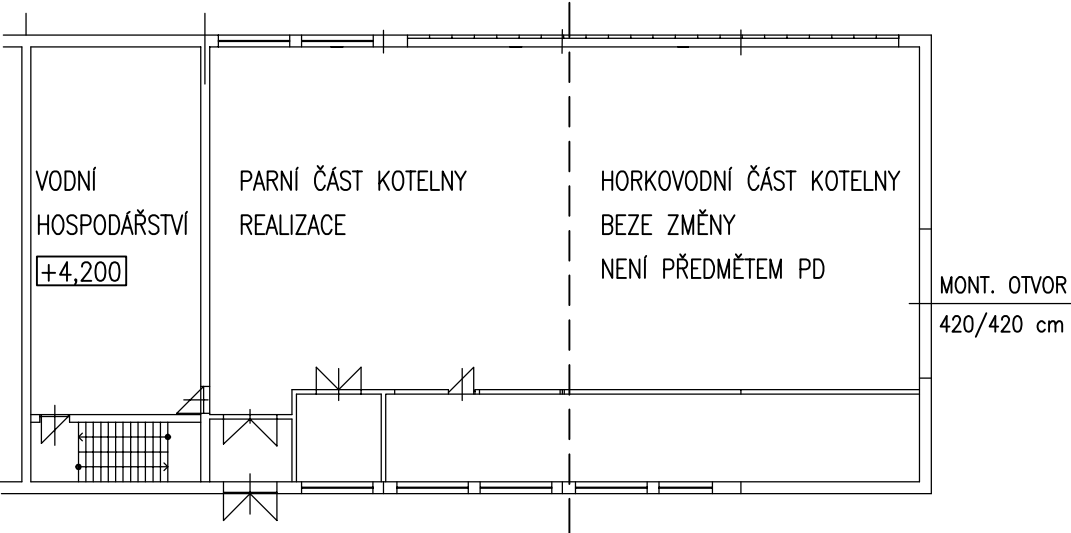 VODNÍ
HOSPODÁŘSTVÍ
+4,200
PARNÍ ČÁST KOTELNY
REALIZACE
HORKOVODNÍ ČÁST KOTELNY
BEZE ZMĚNY
NENÍ PŘEDMĚTEM PD
MONT. OTVOR
420/420 cm